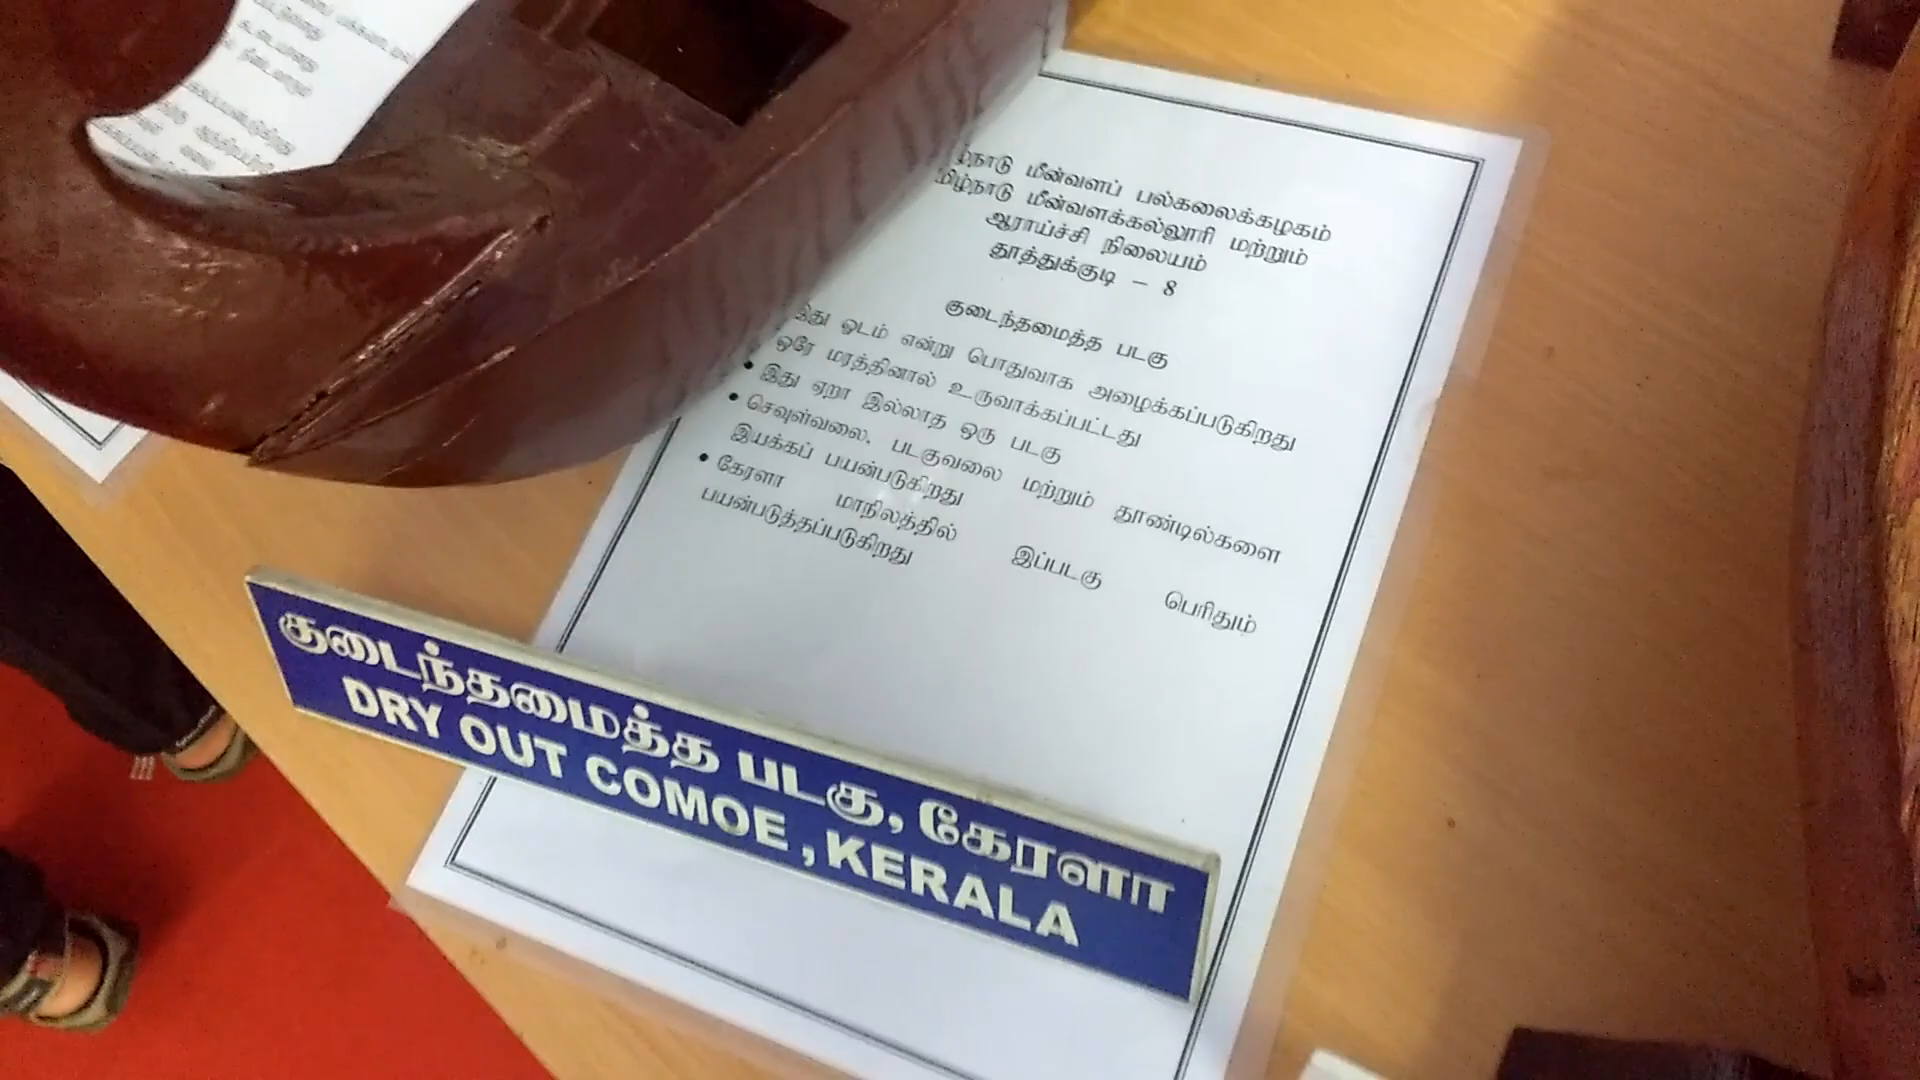 மீன்வளப் பல்கலைக்கழகம்
மீன்வளக்கல்லூரி மற்றும்
ஆராய்ச்சி நிலையம்
தூத்துக்குடி – 8
குடைந்தமைத்த படகு
இது ஓடம் என்று பொதுவாக அழைக்கப்படுகிறது
ஒரே மரத்தினால் உருவாக்கப்பட்டது
• இது ஏறா இல்லாத ஒரு படகு
• செவுள்வலை, படகுவலை மற்றும் தூண்டில்களை
இயக்கப் பயன்படுகிறது
• கேரளா மாநிலத்தில் இப்படகு பெரிதும்
பயன்படுத்தப்படுகிறது
குடைந்தமைத்த படகு, கேரளா
DRY OUT COMOE , KERALA